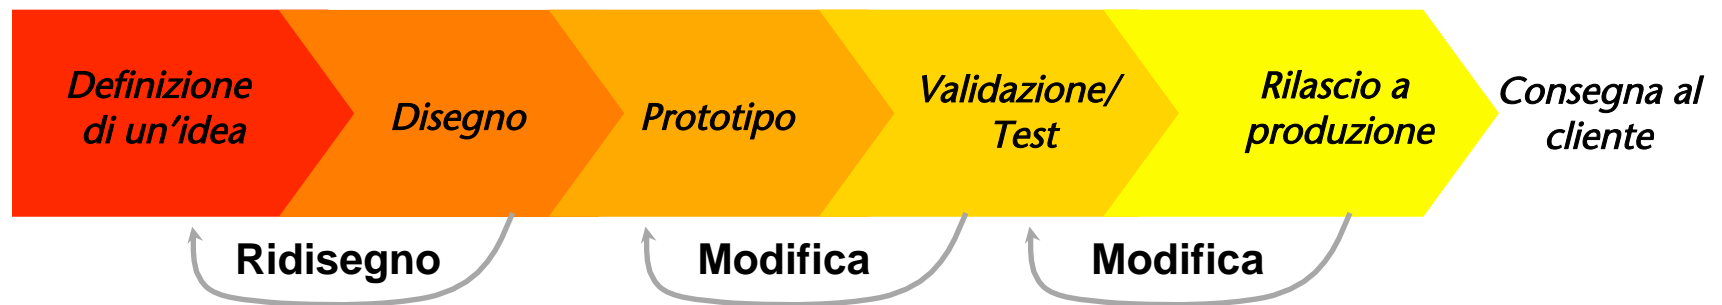 Definizione
di un'idea
Disegno
Prototipo
Validazione/
Test
Rilascio a
produzione
Consegna al
cliente
Ridisegno
Modifica
Modifica